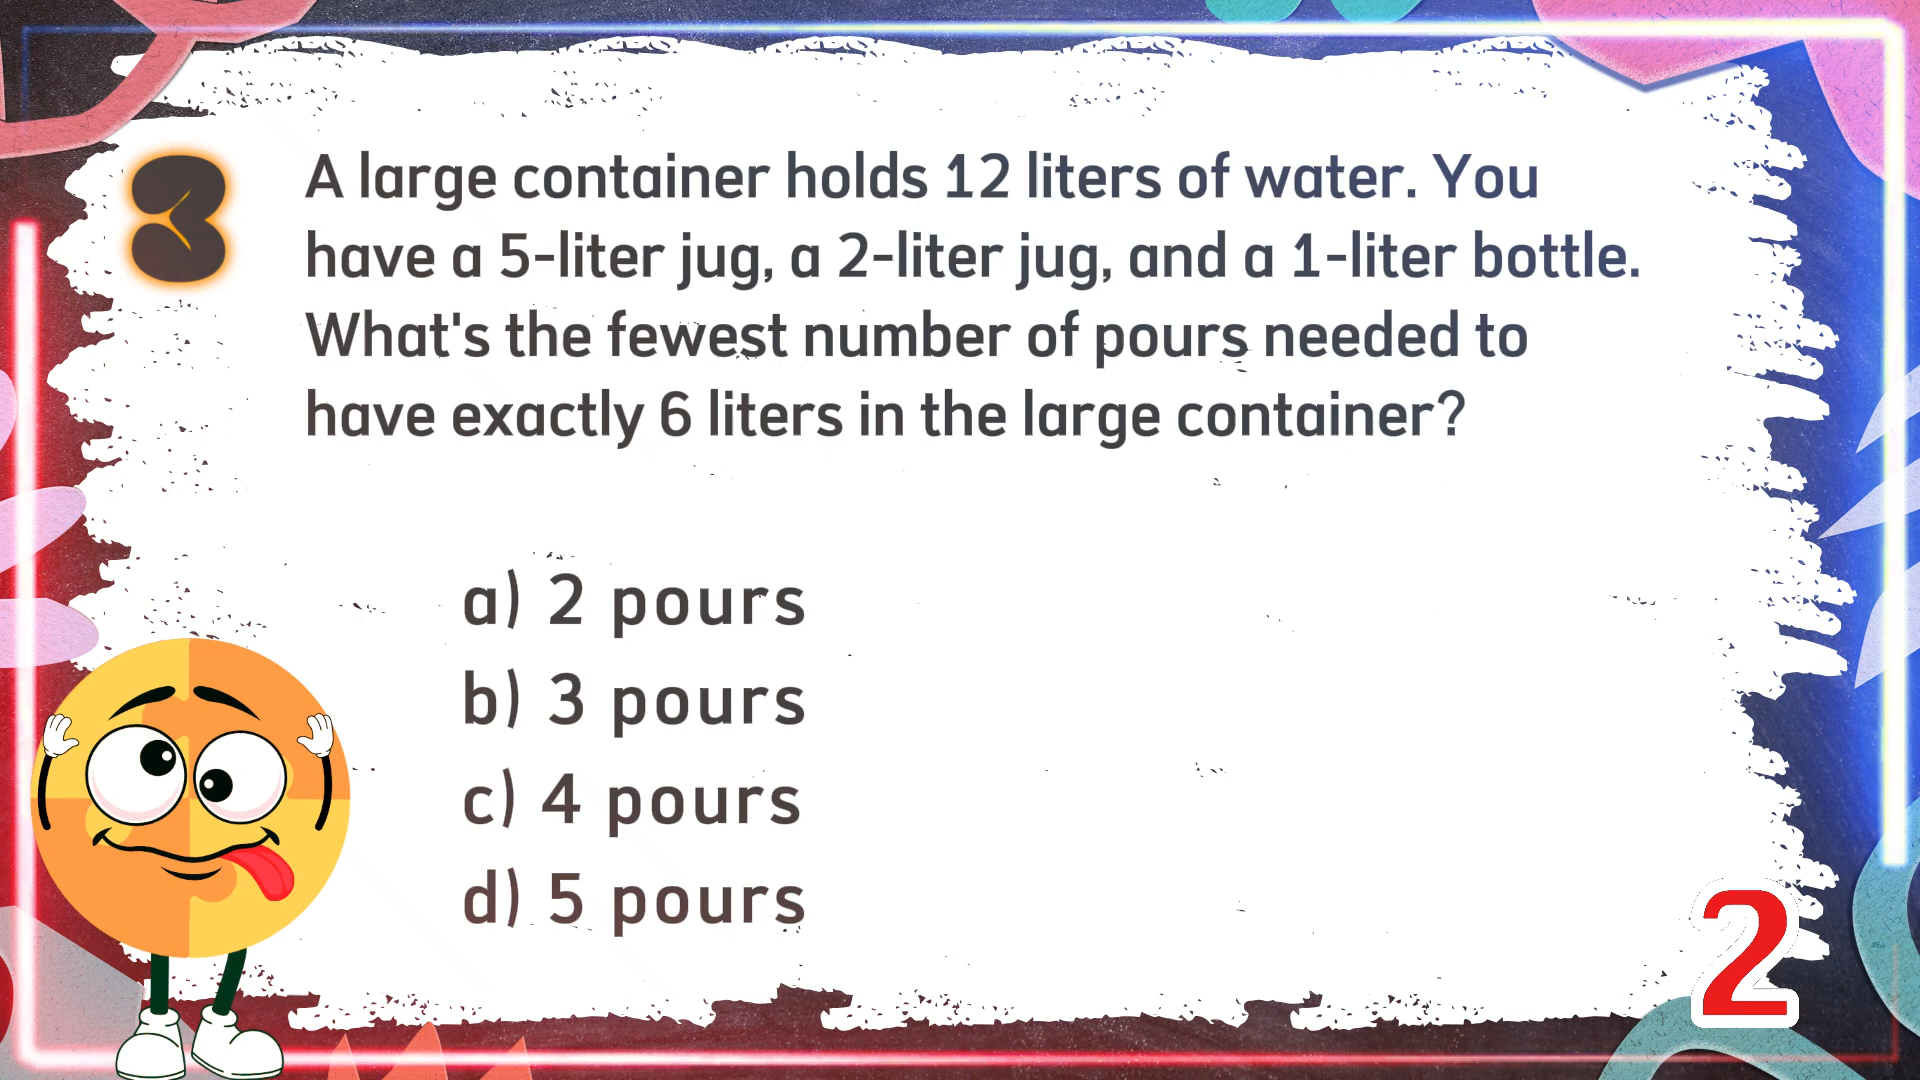 3
A large container holds 12 liters of water. You
have a 5-liter jug, a 2-liter jug, and a 1-liter bottle.
What's the fewest number of pours needed to
have exactly 6 liters in the large container?
a) 2 pours
b) 3 pours
c) 4 pours
d) 5 pours
2